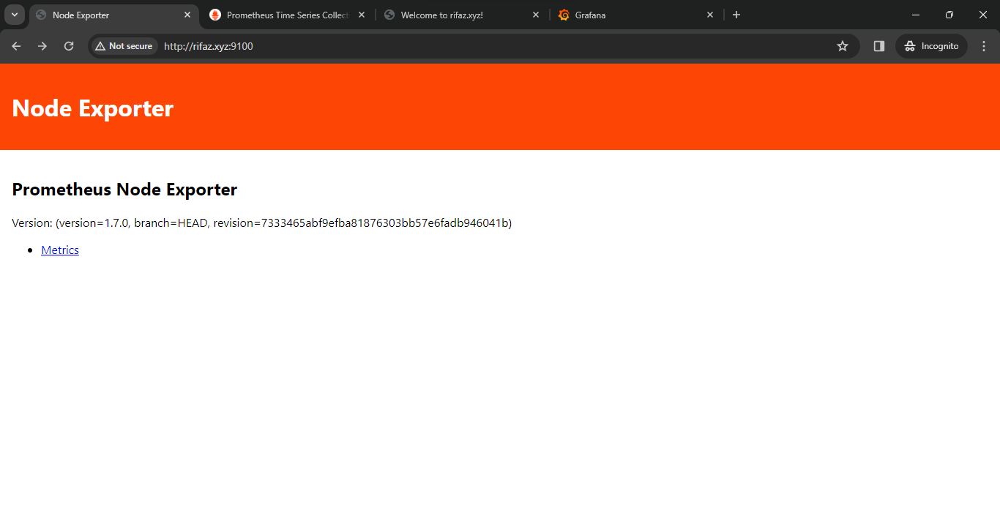 Node Exporter
Prometheus Time Series Collect
Welcome to rifaz.xyz!
Grafana
Not secure
http://rifaz.xyz:9100
Incognito
Node Exporter
Prometheus Node Exporter
Version: (version=1.7.0, branch=HEAD, revision=7333465abf9efba81876303bb57e6fadb946041b)
Metrics